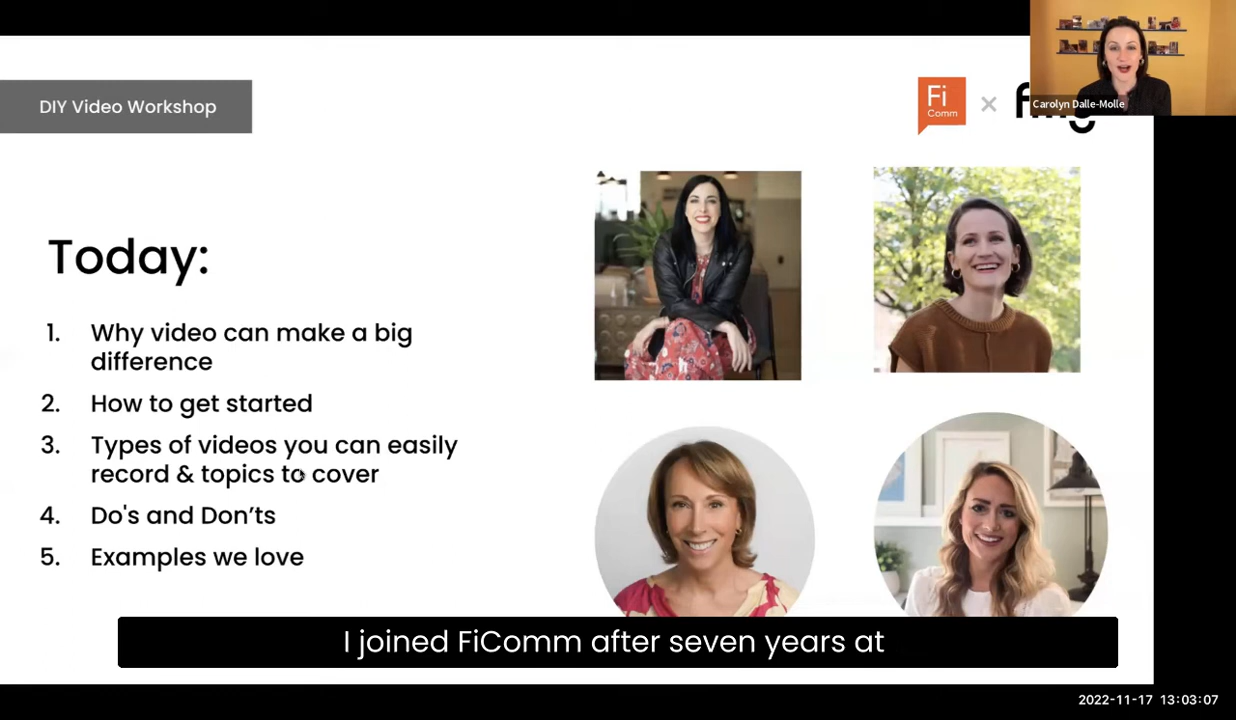 DIY Video Workshop
Fi
Comm
×
Carolyn Dalle-Molle
Today:
1. Why video can make a big
difference
2. How to get started
3. Types of videos you can easily
record & topics to cover
4. Do's and Don’ts
5. Examples we love
I joined FiComm after seven years at
2022-11-17 13:03:07